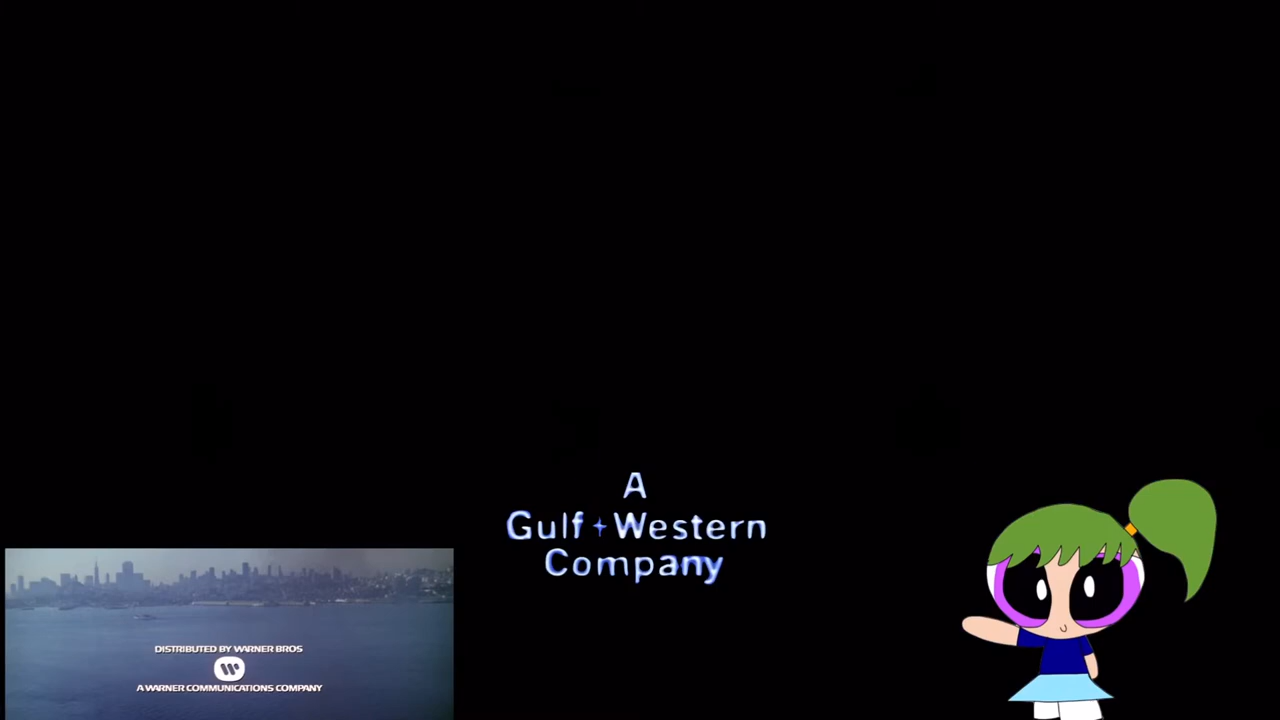 A
Gulf+Western
Company
DISTRIBUTED BY WARNER BROS
W
A WARNER COMMUNICATIONS COMPANY